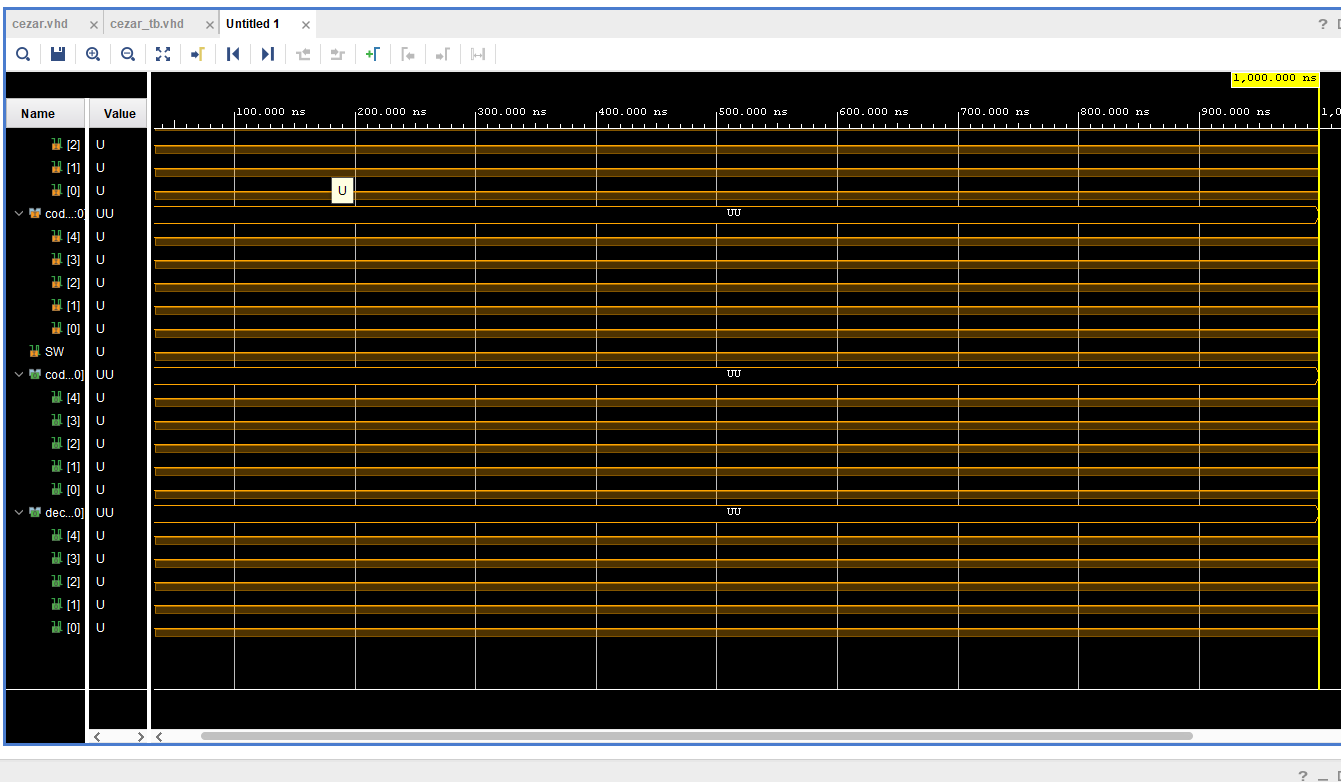 cezar.vhd × cezar_tb.vhd × Untitled 1 × ?
1,000.000 ns
Name Value
100.000 ns 200.000 ns 300.000 ns 400.000 ns 500.000 ns 600.000 ns 700.000 ns 800.000 ns 900.000 ns 1,0
[2] U
[1] U
[0] U
U
cod...:0] UU UU
[4] U
[3] U
[2] U
[1] U
[0] U
SW U
cod...0] UU UU
[4] U
[3] U
[2] U
[1] U
[0] U
dec...0] UU UU
[4] U
[3] U
[2] U
[1] U
[0] U
?